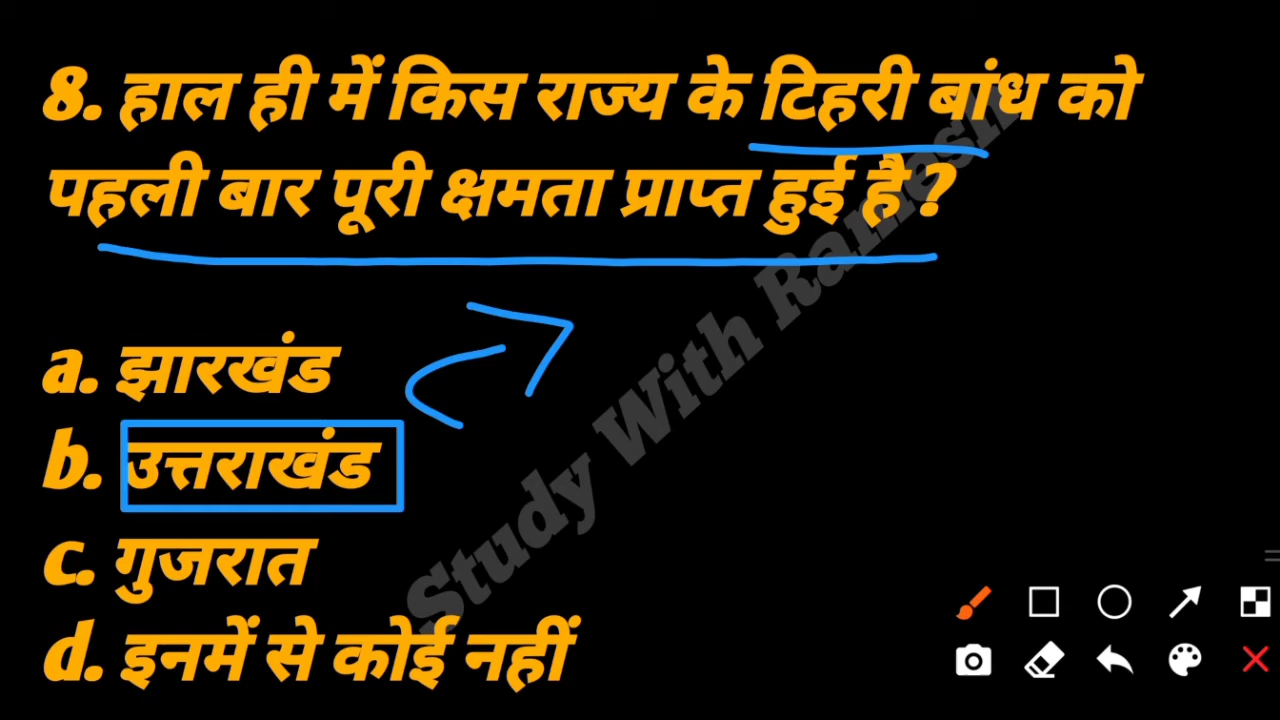 8. हाल ही में किस राज्य के टिहरी बांध को
पहली बार पूरी क्षमता प्राप्त हुई है?
a. झारखंड
b. उत्तराखंड
c. गुजरात
d. इनमें से कोई नहीं
Study With Ramesh